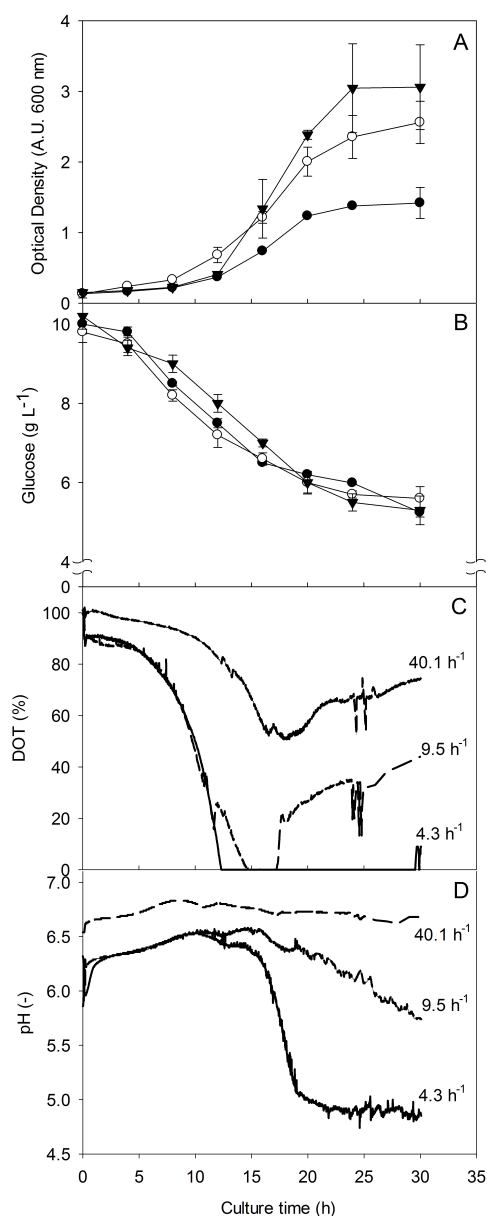 A
4
3
2
1
0
Optical Density (A.U. 600 nm)
B
10
8
6
4
0
Glucose (g L⁻¹)
C
100
80
60
40
20
0
DOT (%)
40.1 h⁻¹
9.5 h⁻¹
4.3 h⁻¹
D
7.0
6.5
6.0
5.5
5.0
4.5
pH (-)
40.1 h⁻¹
9.5 h⁻¹
4.3 h⁻¹
0 5 10 15 20 25 30 35
Culture time (h)